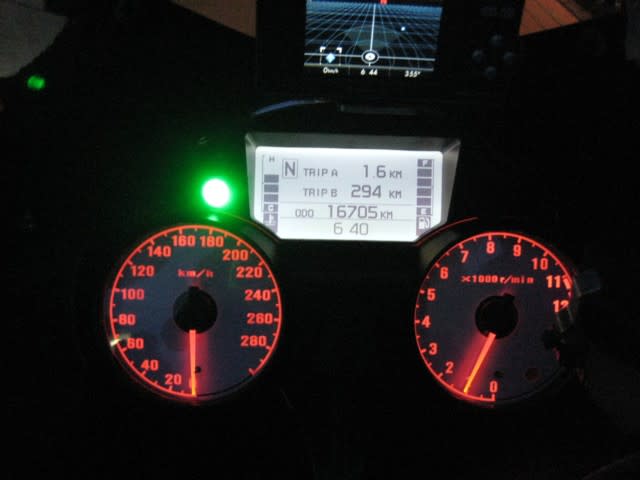 0km/h 6 44 355°
H N TRIP A 1.6 KM F
TRIP B 294 KM
C ODO 16705 KM E
6 40
km/h
0 20 40 60 80 100 120 140 160 180 200 220 240 260 280
×1000r/min
0 1 2 3 4 5 6 7 8 9 10 11 12